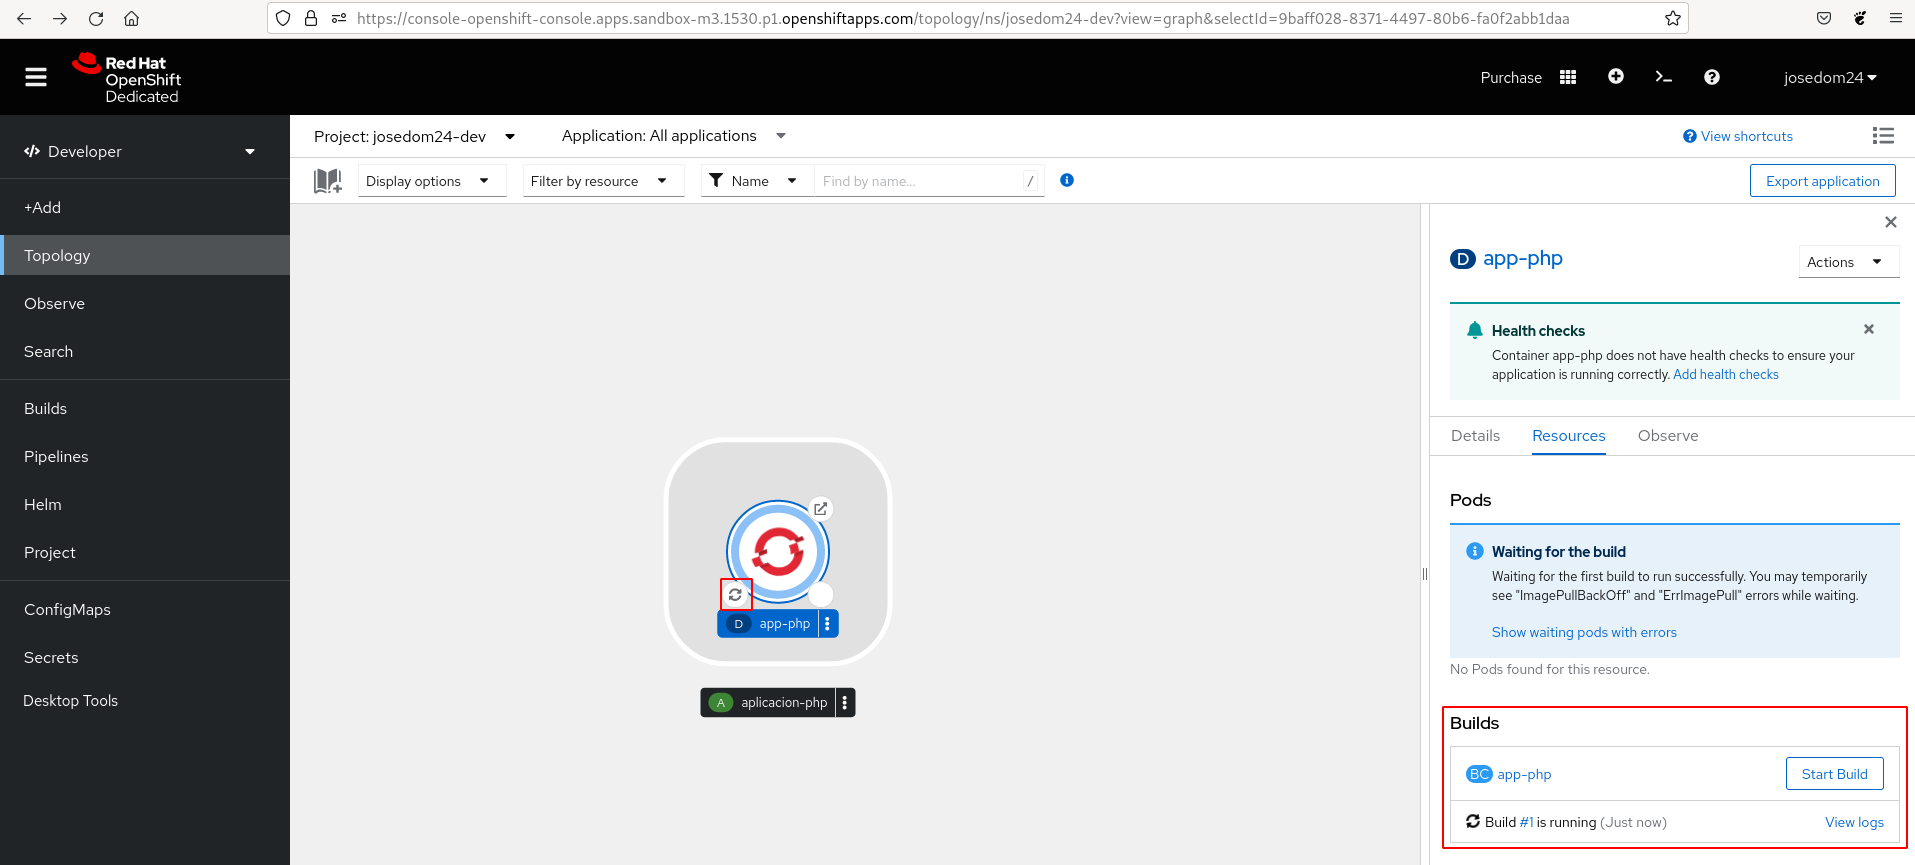 https://console-openshift-console.apps.sandbox-m3.1530.p1.openshiftapps.com/topology/ns/josedom24-dev?view=graph&selectId=9baff028-8371-4497-80b6-fa0f2abb1daa
Red Hat
OpenShift
Dedicated
Purchase
josedom24
Developer
+Add
Topology
Observe
Search
Builds
Pipelines
Helm
Project
ConfigMaps
Secrets
Desktop Tools
Project: josedom24-dev
Application: All applications
View shortcuts
Display options
Filter by resource
Name
Find by name...
/
Export application
D app-php
A aplicacion-php
D app-php
Actions
Health checks
Container app-php does not have health checks to ensure your
application is running correctly. Add health checks
Details
Resources
Observe
Pods
Waiting for the build
Waiting for the first build to run successfully. You may temporarily
see "ImagePullBackOff" and "ErrImagePull" errors while waiting.
Show waiting pods with errors
No Pods found for this resource.
Builds
BC app-php
Start Build
Build #1 is running (Just now)
View logs